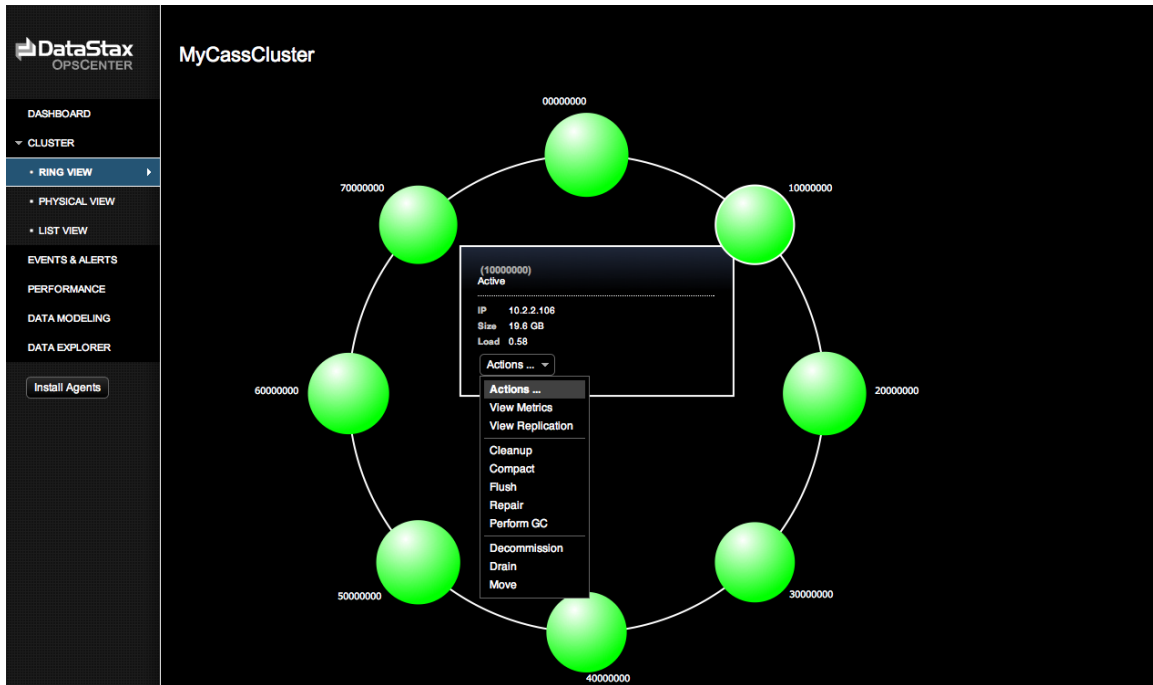 DataStax
OPSCENTER
DASHBOARD
CLUSTER
RING VIEW
PHYSICAL VIEW
LIST VIEW
EVENTS & ALERTS
PERFORMANCE
DATA MODELING
DATA EXPLORER
Install Agents
MyCassCluster
00000000
70000000
10000000
(10000000)
Active
IP 10.2.2.106
Size 19.6 GB
Load 0.58
Actions ...
Actions ...
View Metrics
View Replication
Cleanup
Compact
Flush
Repair
Perform GC
Decommission
Drain
Move
60000000
20000000
50000000
30000000
40000000